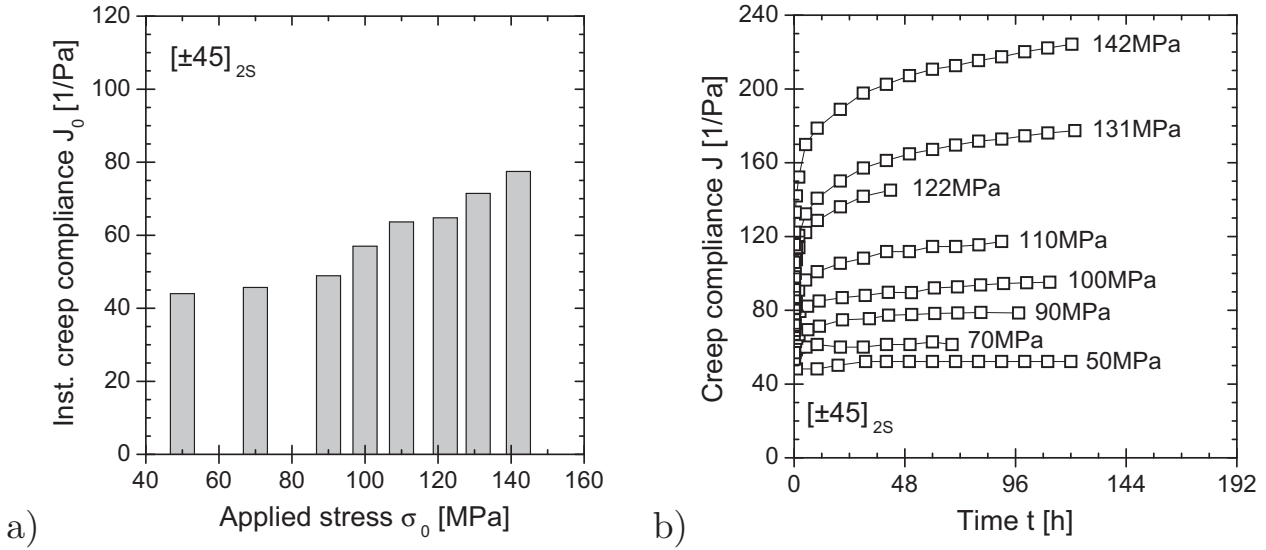 120
100
80
60
40
20
0
Inst. creep compliance J₀ [1/Pa]
[±45]₂S
40 60 80 100 120 140 160
Applied stress σ₀ [MPa]
a)
240
200
160
120
80
40
0
Creep compliance J [1/Pa]
142MPa
131MPa
122MPa
110MPa
100MPa
90MPa
70MPa
50MPa
[±45]₂S
0 48 96 144 192
Time t [h]
b)